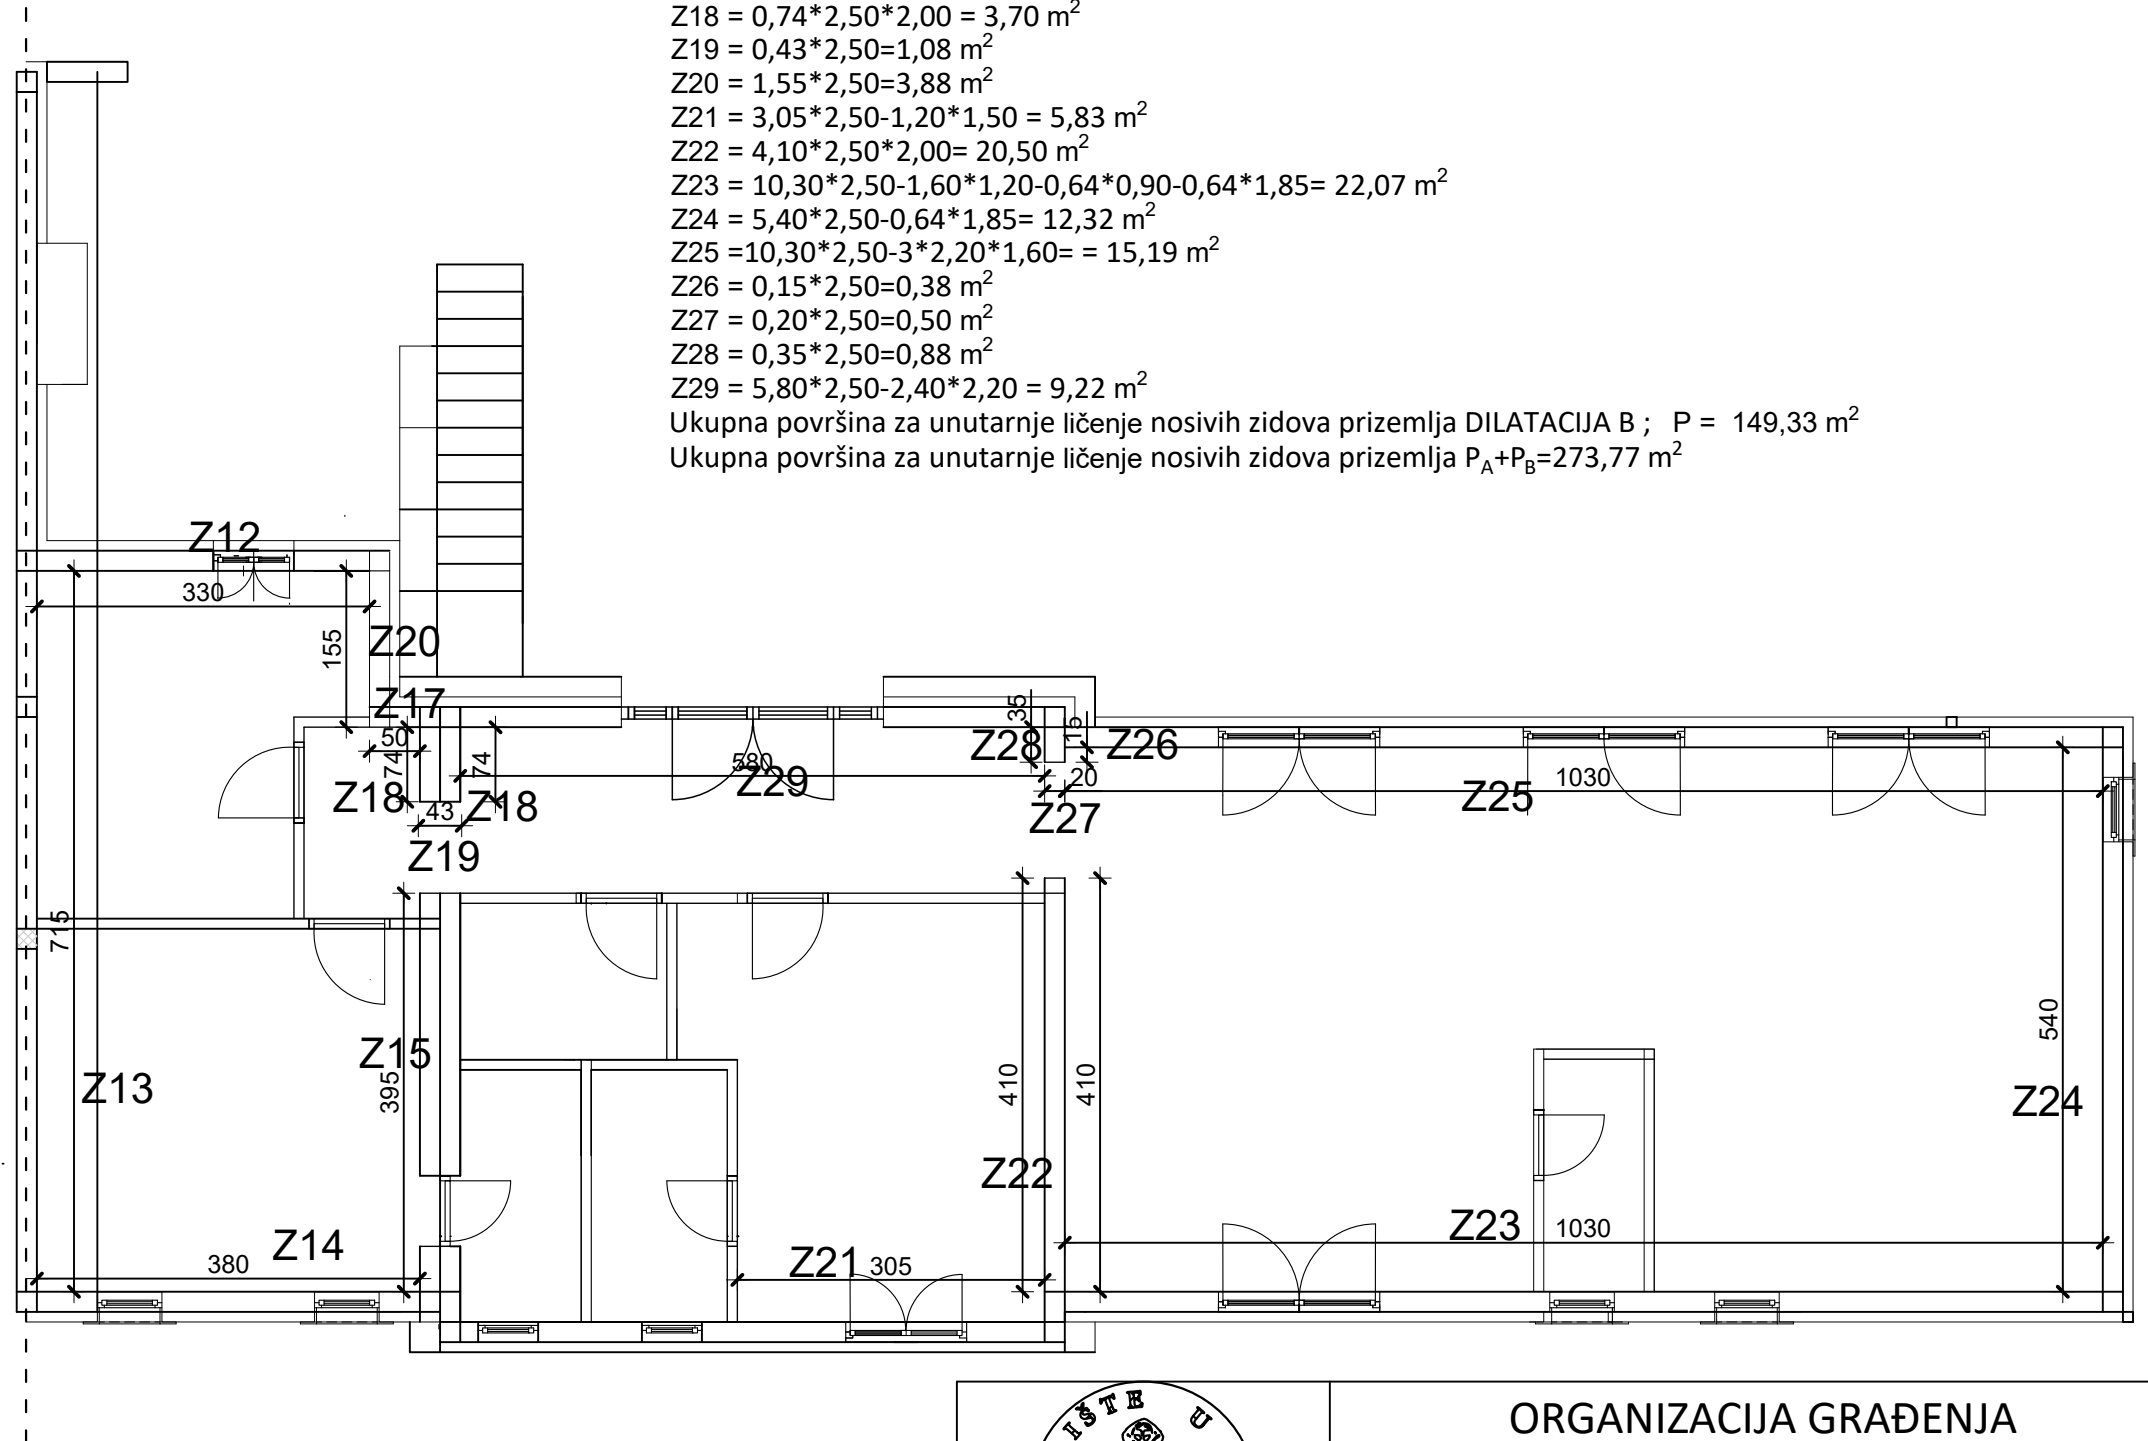 Z18 = 0,74*2,50*2,00 = 3,70 m²
Z19 = 0,43*2,50=1,08 m²
Z20 = 1,55*2,50=3,88 m²
Z21 = 3,05*2,50-1,20*1,50 = 5,83 m²
Z22 = 4,10*2,50*2,00= 20,50 m²
Z23 = 10,30*2,50-1,60*1,20-0,64*0,90-0,64*1,85= 22,07 m²
Z24 = 5,40*2,50-0,64*1,85= 12,32 m²
Z25 =10,30*2,50-3*2,20*1,60= = 15,19 m²
Z26 = 0,15*2,50=0,38 m²
Z27 = 0,20*2,50=0,50 m²
Z28 = 0,35*2,50=0,88 m²
Z29 = 5,80*2,50-2,40*2,20 = 9,22 m²
Ukupna površina za unutarnje ličenje nosivih zidova prizemlja DILATACIJA B ; P = 149,33 m²
Ukupna površina za unutarnje ličenje nosivih zidova prizemlja P_A+P_B=273,77 m²
Z12
330
155
Z20
Z17
50
74
74
Z18
43
Z18
Z19
580
Z29
35
15
Z28
Z26
20
Z27
1030
Z25
715
Z13
Z15
395
410
410
Z22
540
Z24
Z14
380
Z21
305
Z23
1030
IŠTE U
ORGANIZACIJA GRAĐENJA